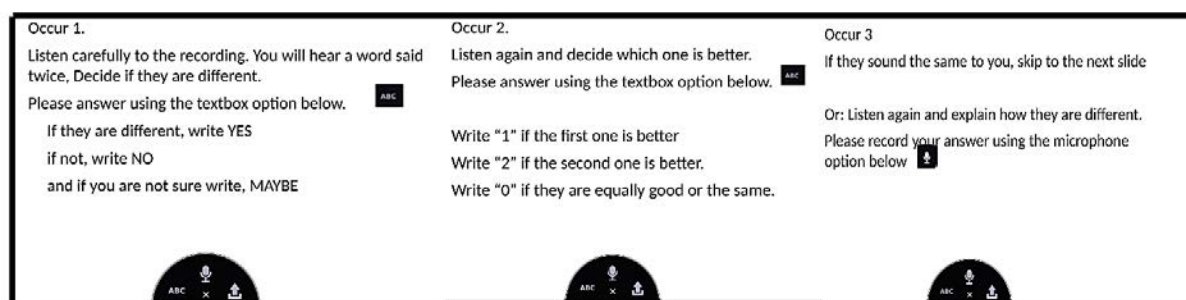 Occur 1.
Listen carefully to the recording. You will hear a word said
twice, Decide if they are different.
Please answer using the textbox option below. ABC
If they are different, write YES
if not, write NO
and if you are not sure write, MAYBE
ABC ×
Occur 2.
Listen again and decide which one is better.
Please answer using the textbox option below. ABC
Write “1” if the first one is better
Write “2” if the second one is better.
Write “0” if they are equally good or the same.
ABC ×
Occur 3
If they sound the same to you, skip to the next slide
Or: Listen again and explain how they are different.
Please record your answer using the microphone
option below
ABC ×